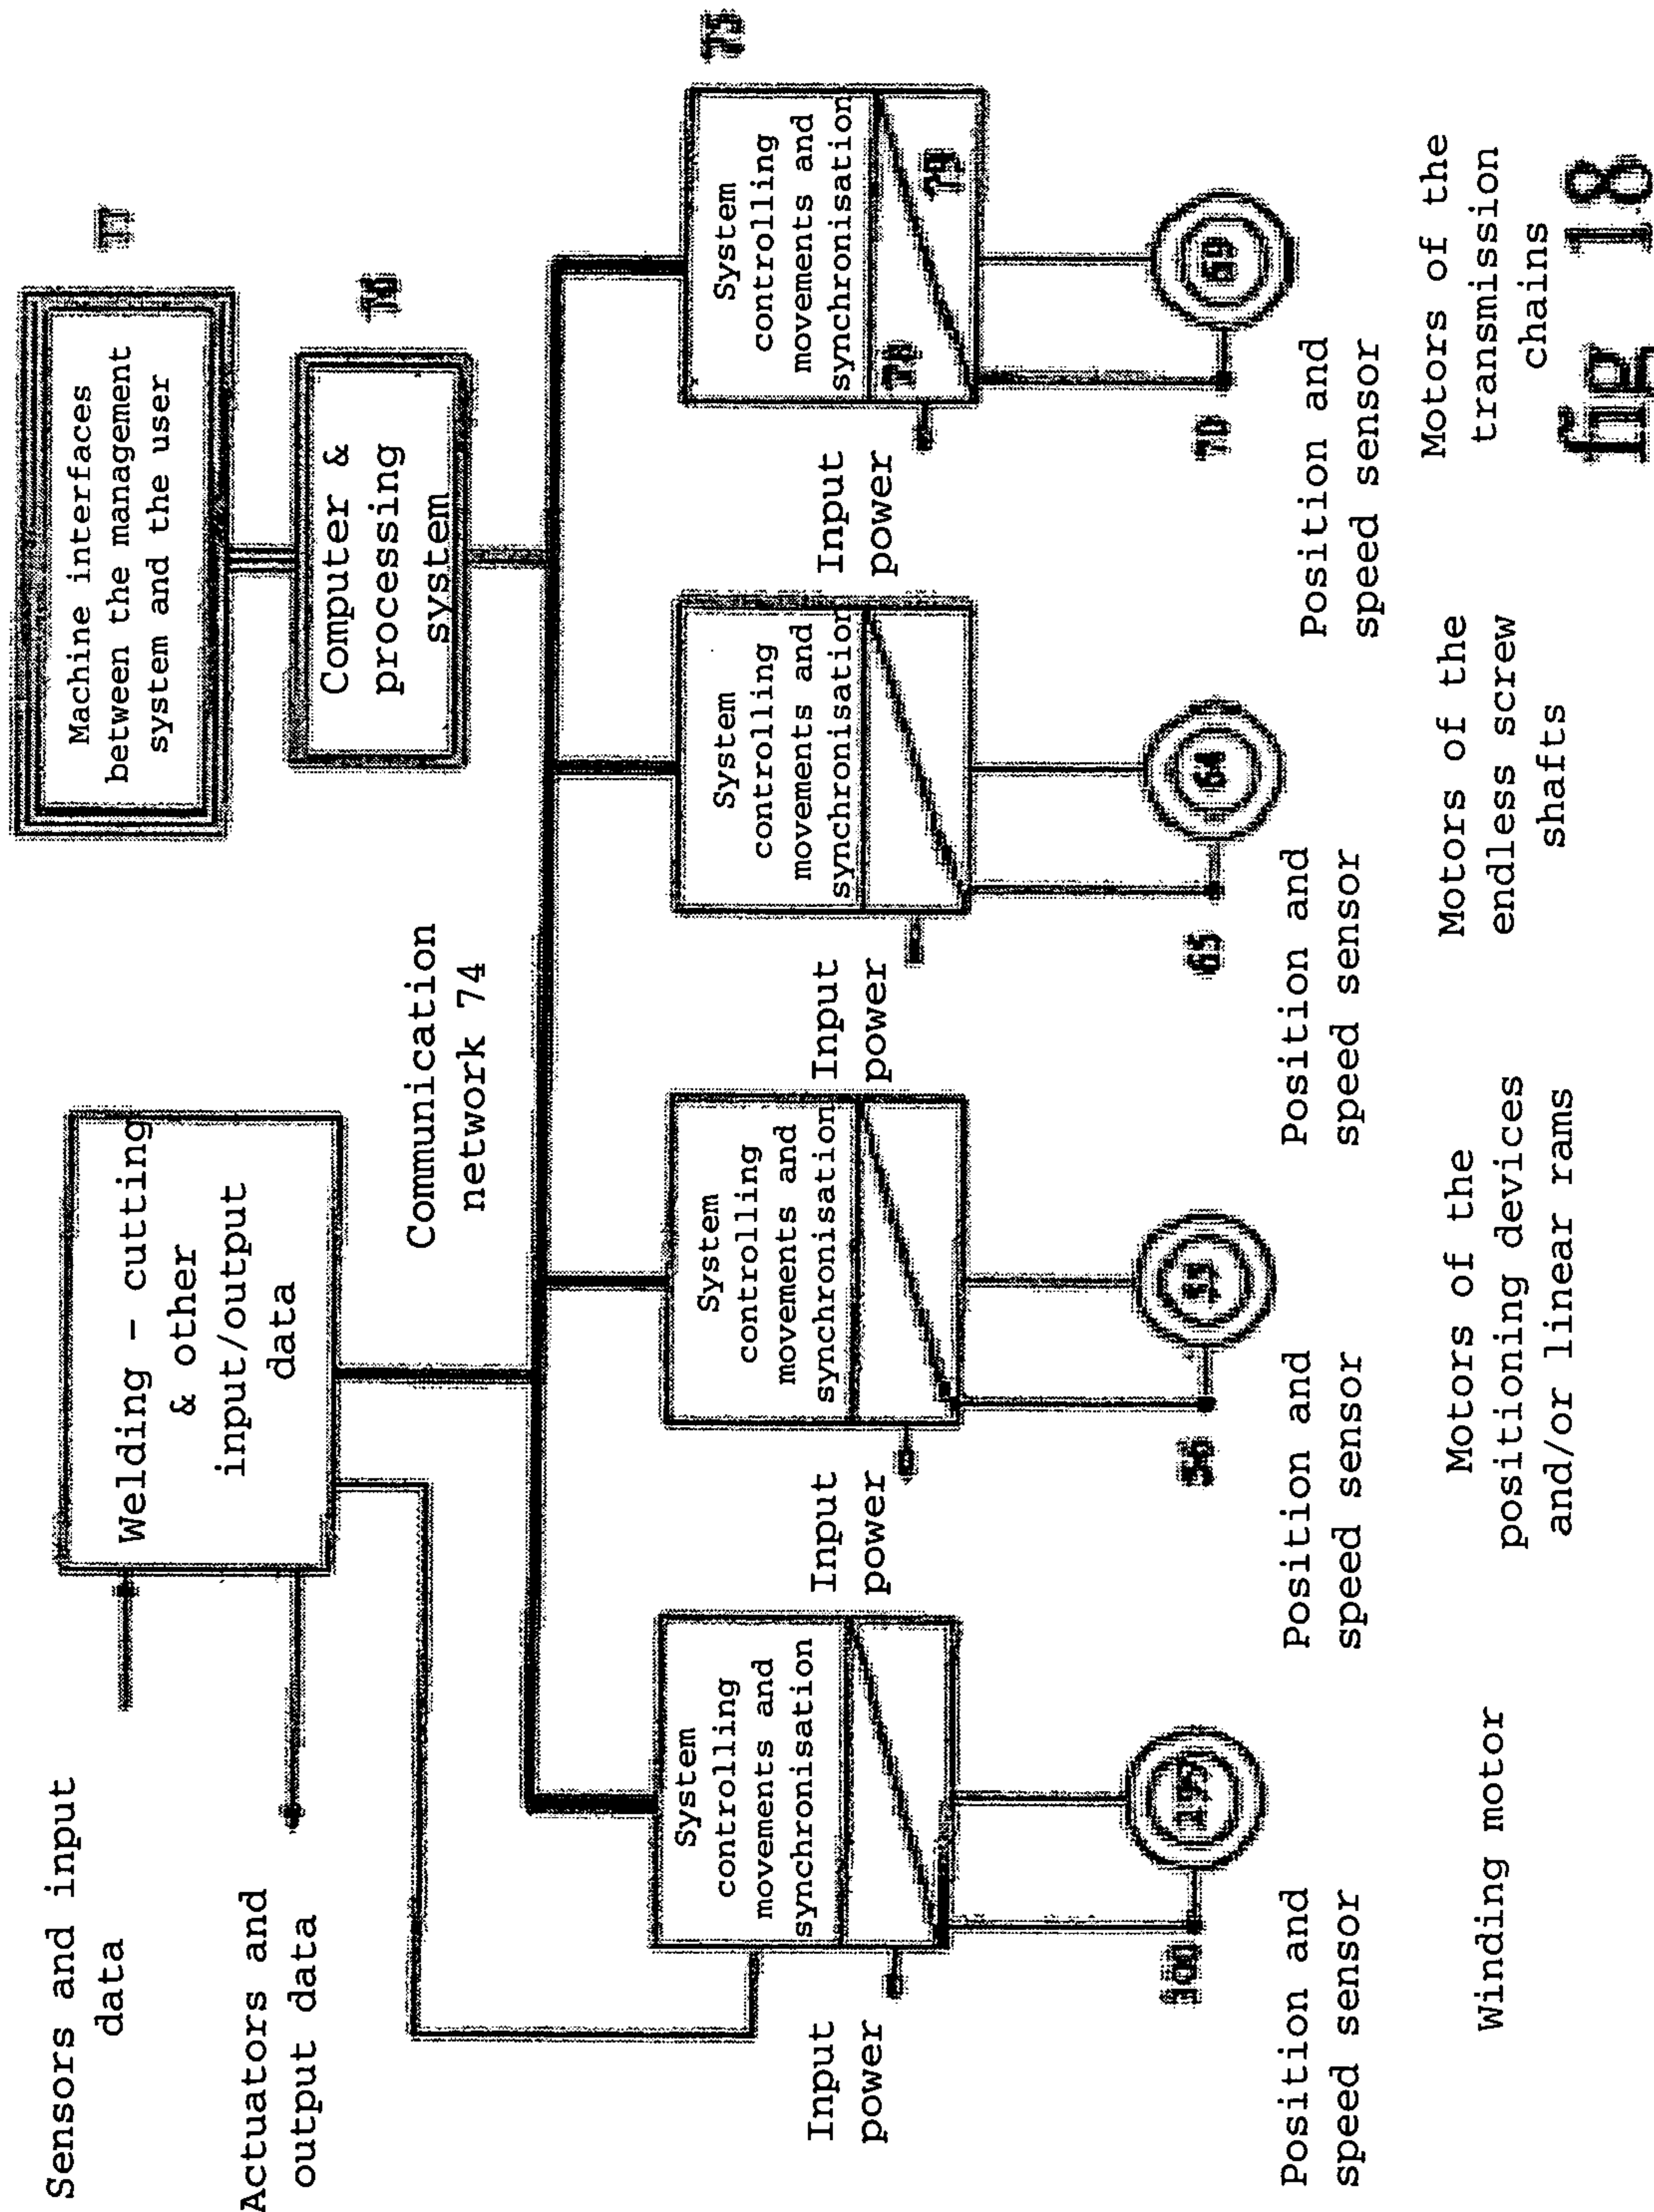 Sensors and input
data
Actuators and
output data
Welding - cutting
& other
input/output
data
Machine interfaces
between the management
system and the user
77
Computer &
processing
system
76
Communication
network 74
75
System
controlling
movements and
synchronisation
System
controlling
movements and
synchronisation
System
controlling
movements and
synchronisation
System
controlling
movements and
synchronisation
78
79
Input
power
Input
power
Input
power
Input
power
56
65
64
70
69
Position and
speed sensor
Position and
speed sensor
Position and
speed sensor
Position and
speed sensor
Winding motor
Motors of the
positioning devices
and/or linear rams
Motors of the
endless screw
shafts
Motors of the
transmission
chains
fig 18